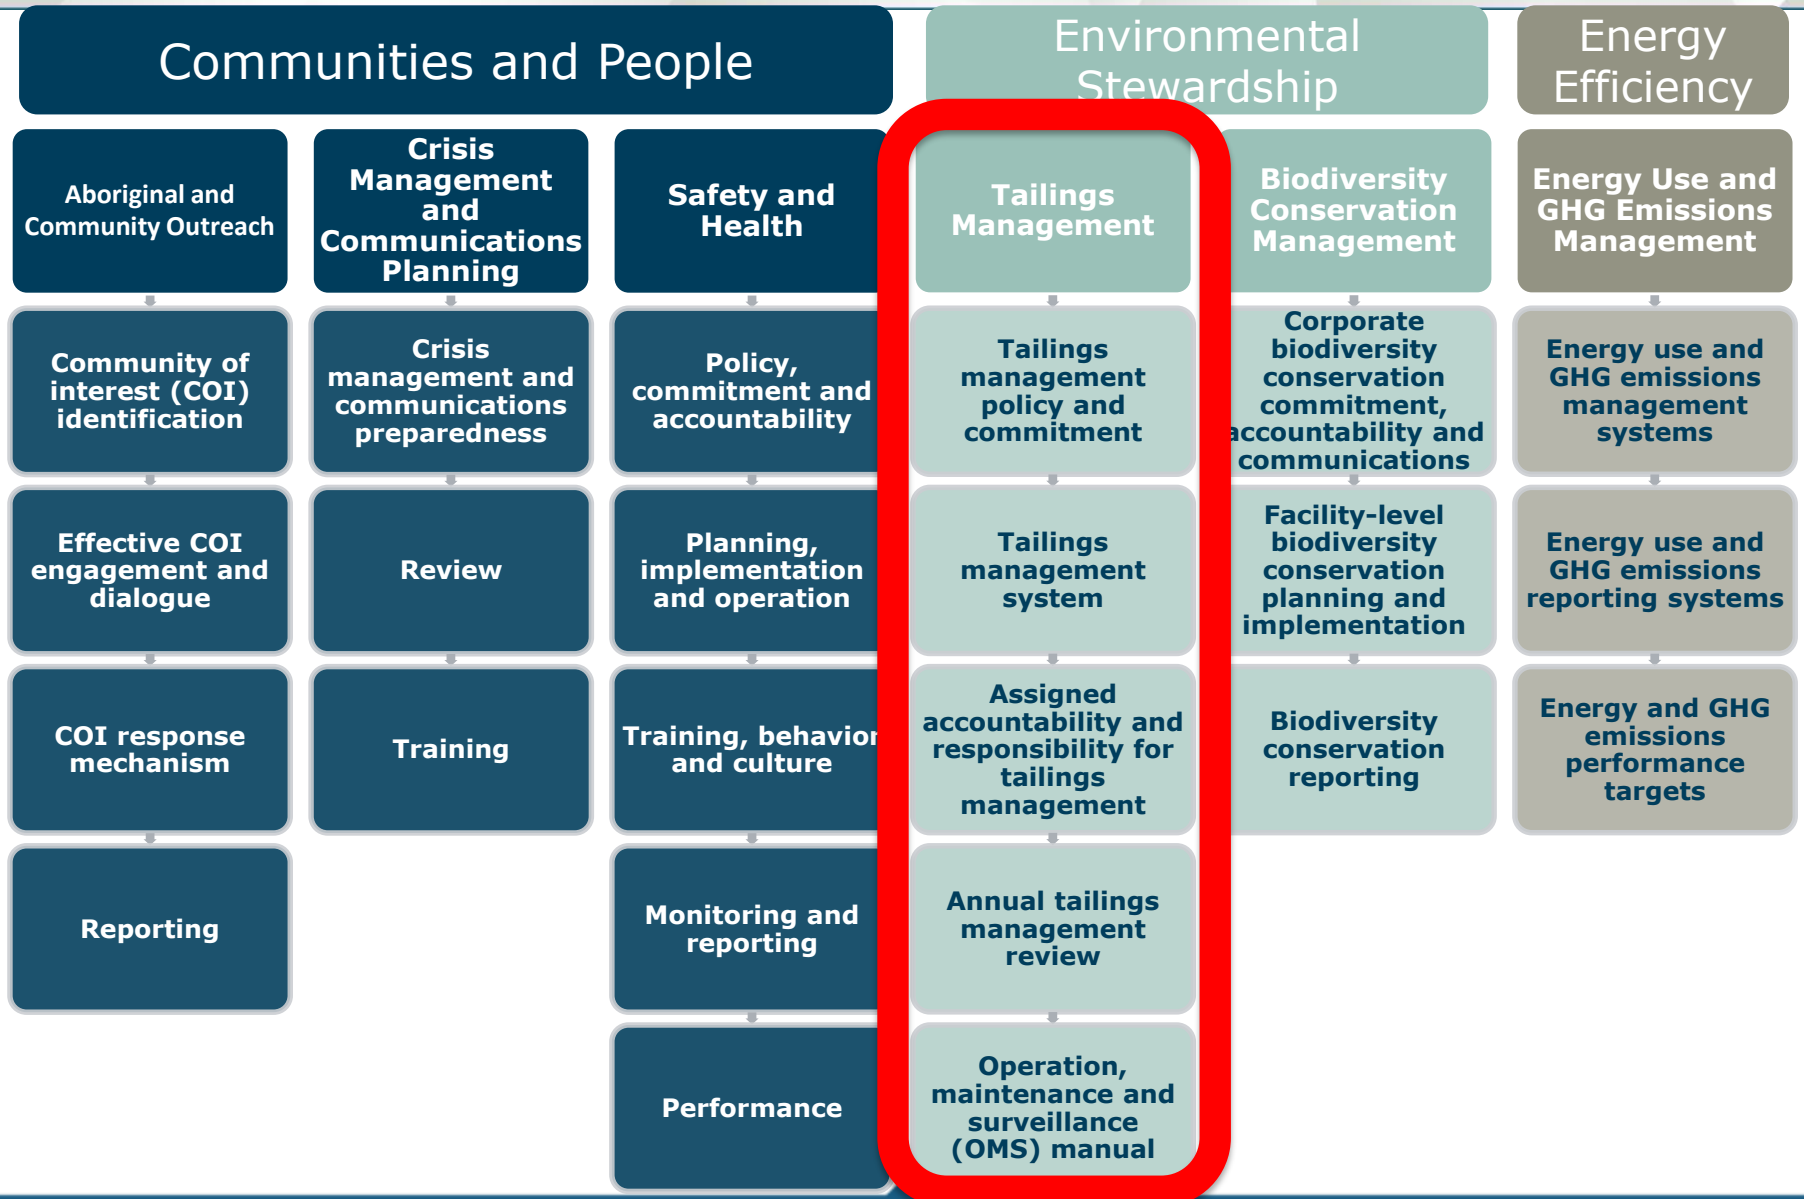 Communities and People
Environmental
Stewardship
Energy
Efficiency
Aboriginal and
Community Outreach
Community of
interest (COI)
identification
Effective COI
engagement and
dialogue
COI response
mechanism
Reporting
Crisis
Management
and
Communications
Planning
Crisis
management and
communications
preparedness
Review
Training
Safety and
Health
Policy,
commitment and
accountability
Planning,
implementation
and operation
Training, behavior
and culture
Monitoring and
reporting
Performance
Tailings
Management
Tailings
management
policy and
commitment
Tailings
management
system
Assigned
accountability and
responsibility for
tailings
management
Annual tailings
management
review
Operation,
maintenance and
surveillance
(OMS) manual
Biodiversity
Conservation
Management
Corporate
biodiversity
conservation
commitment,
accountability and
communications
Facility-level
biodiversity
conservation
planning and
implementation
Biodiversity
conservation
reporting
Energy Use and
GHG Emissions
Management
Energy use and
GHG emissions
management
systems
Energy use and
GHG emissions
reporting systems
Energy and GHG
emissions
performance
targets